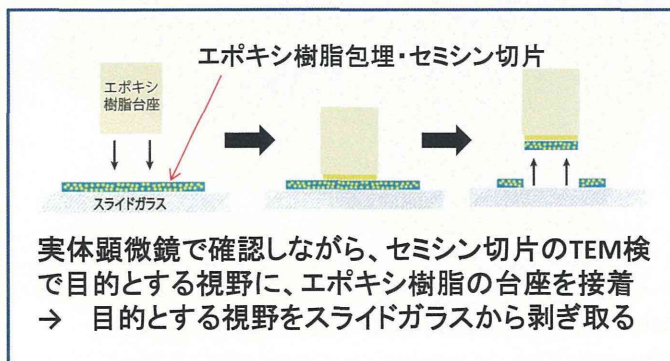 エポキシ樹脂包埋・セミシン切片
エポキシ
樹脂台座
スライドガラス
実体顕微鏡で確認しながら、セミシン切片のTEM検
で目的とする視野に、エポキシ樹脂の台座を接着
→ 目的とする視野をスライドガラスから剥ぎ取る